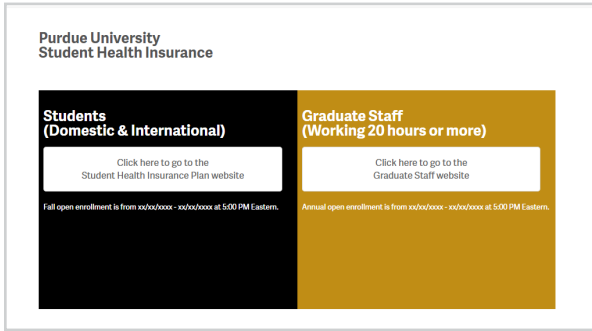 Purdue University
Student Health Insurance
Students
(Domestic & International)
Click here to go to the
Student Health Insurance Plan website
Fall open enrollment is from xx/xx/xxxx - xx/xx/xxxx at 5:00 PM Eastern.
Graduate Staff
(Working 20 hours or more)
Click here to go to the
Graduate Staff website
Annual open enrollment is from xx/xx/xxxx - xx/xx/xxxx at 5:00 PM Eastern.